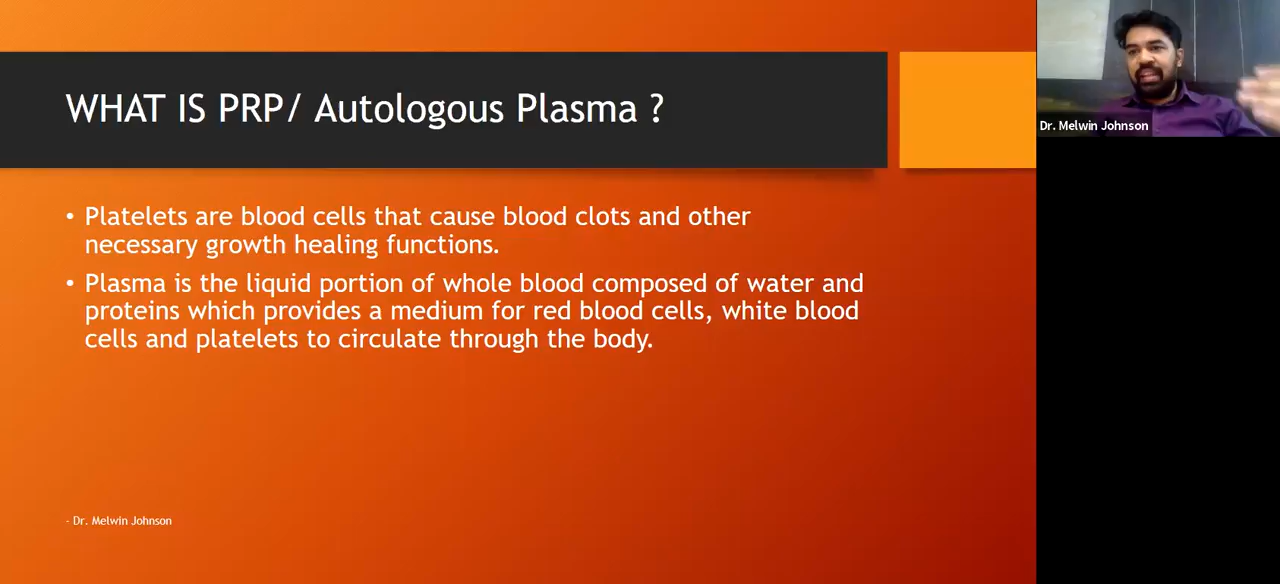 WHAT IS PRP/ Autologous Plasma ?
• Platelets are blood cells that cause blood clots and other
necessary growth healing functions.
• Plasma is the liquid portion of whole blood composed of water and
proteins which provides a medium for red blood cells, white blood
cells and platelets to circulate through the body.
- Dr. Melwin Johnson
Dr. Melwin Johnson